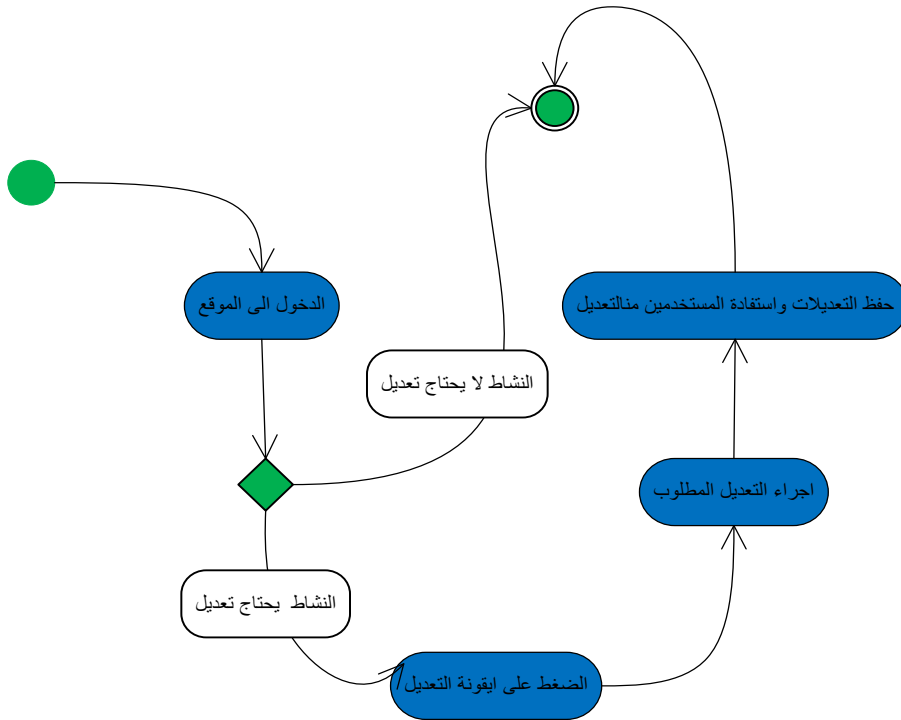 الدخول الى الموقع
حفظ التعديلات واستفادة المستخدمين منالتعديل
النشاط لا يحتاج تعديل
اجراء التعديل المطلوب
النشاط يحتاج تعديل
الضغط على ايقونة التعديل/